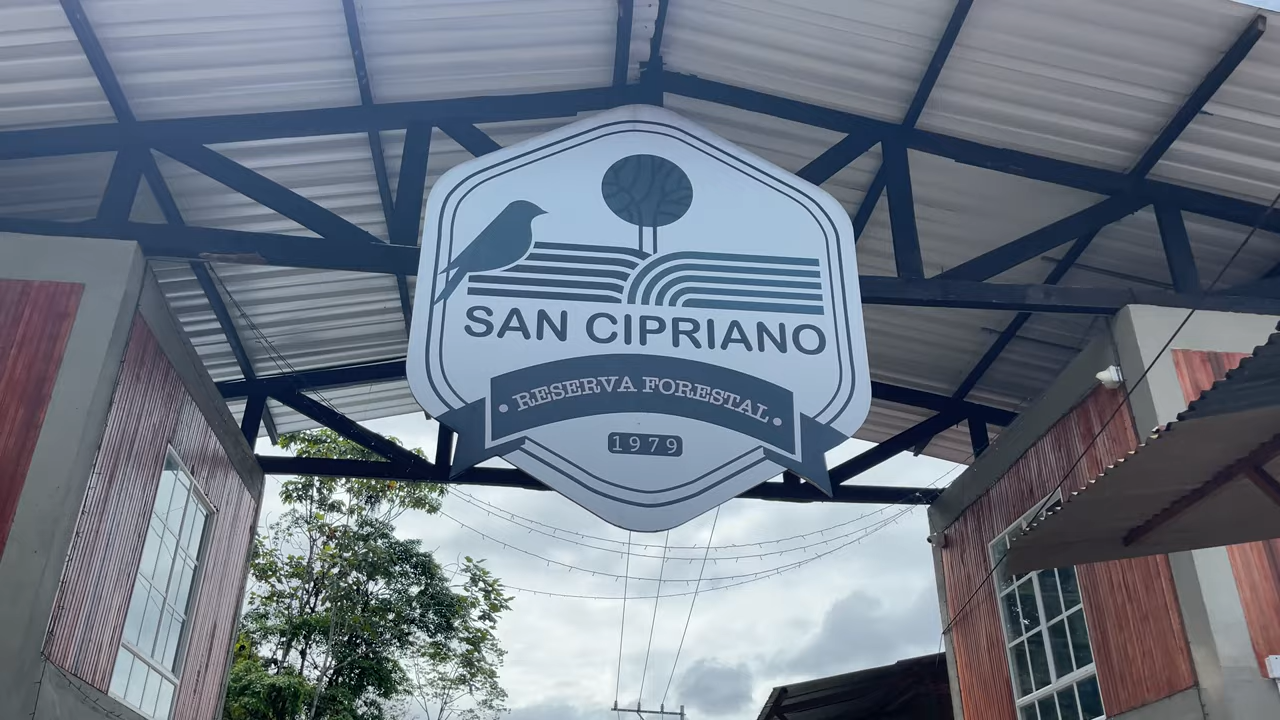 SAN CIPRIANO
• RESERVA FORESTAL •
1979